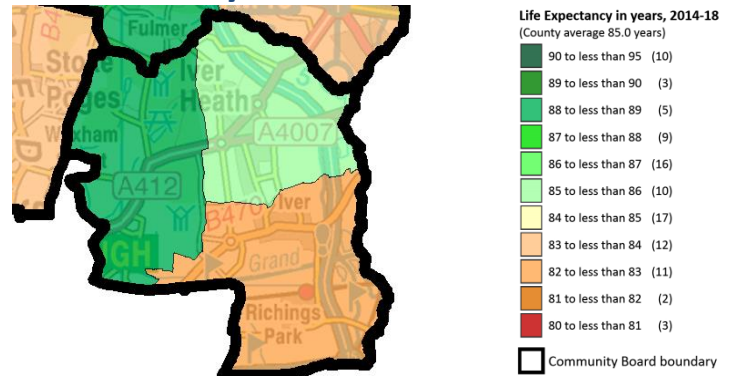 Life Expectancy in years, 2014-18
(County average 85.0 years)
90 to less than 95 (10)
89 to less than 90 (3)
88 to less than 89 (5)
87 to less than 88 (9)
86 to less than 87 (16)
85 to less than 86 (10)
84 to less than 85 (17)
83 to less than 84 (12)
82 to less than 83 (11)
81 to less than 82 (2)
80 to less than 81 (3)
Community Board boundary
Fulmer
Iver
Heath
Poges
A4007
A412
B470
Iver
GH
Grand
Richings
Park